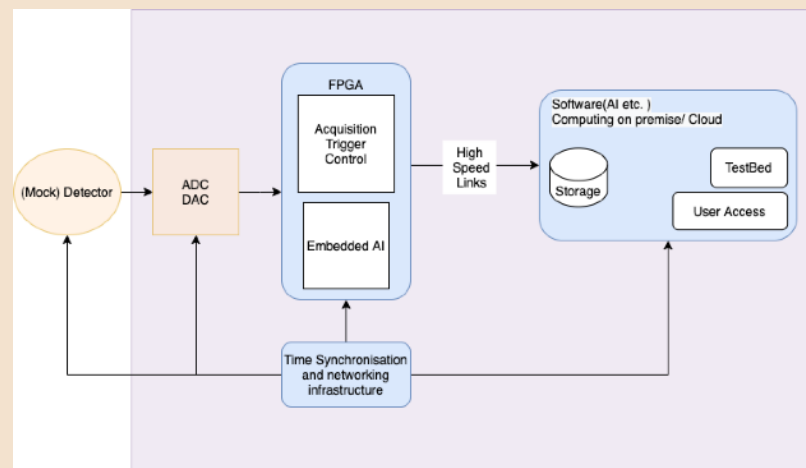 FPGA
Acquisition
Trigger
Control
Embedded AI
(Mock) Detector
ADC
DAC
High
Speed
Links
Software(AI etc. )
Computing on premise/ Cloud
Storage
TestBed
User Access
Time Synchronisation
and networking
infrastructure